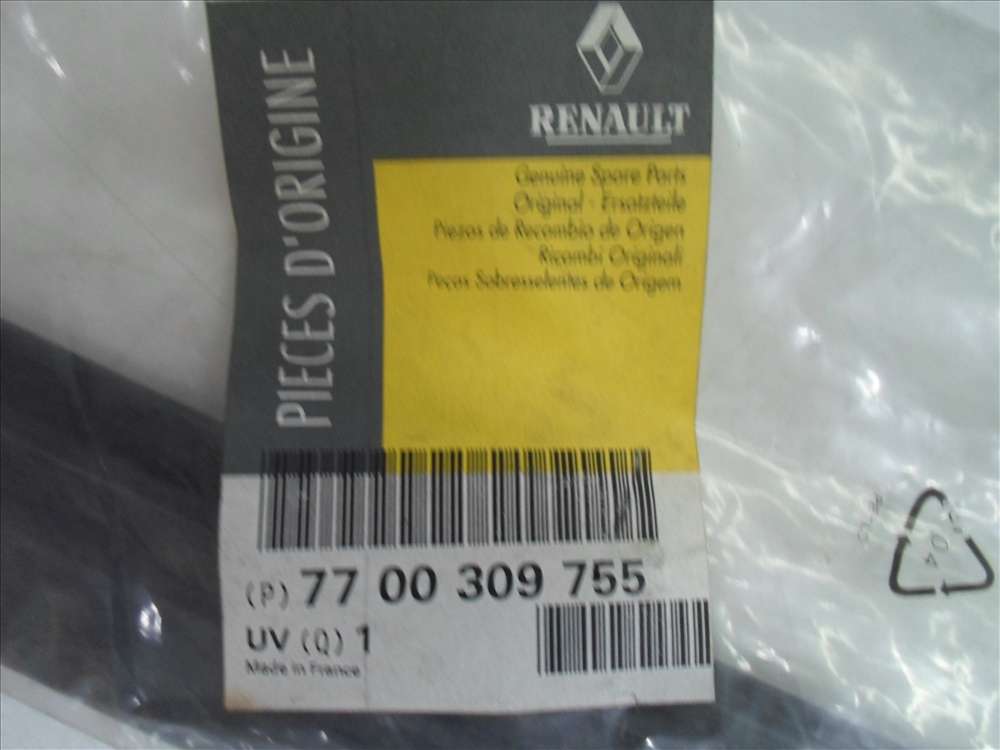 RENAULT
PIECES D'ORIGINE
Genuine Spare Parts
Original - Ersatzteile
Piezas de Recambio de Origen
Ricambi Originali
Peças Sobresselentes de Origem
(P) 77 00 309 755
UV (Q) 1
Made in France
04